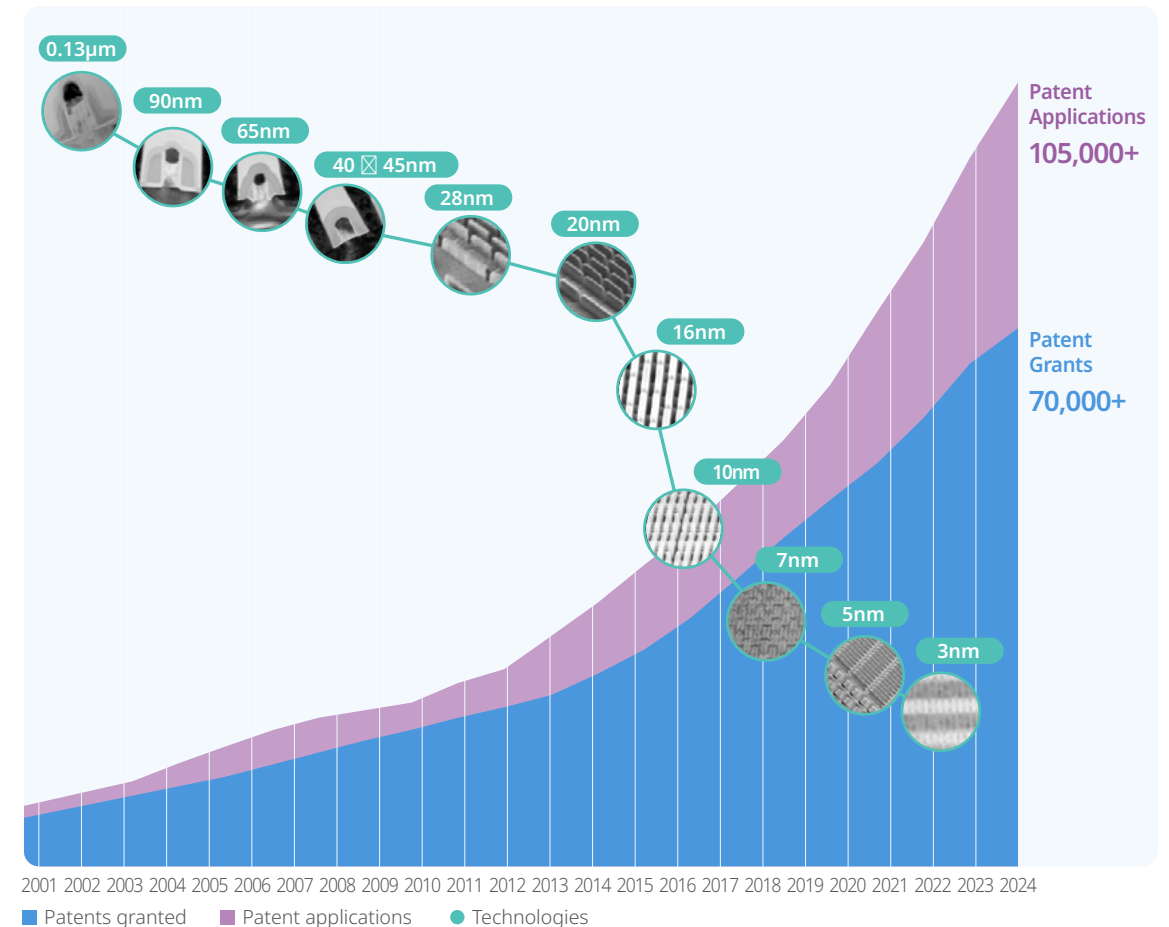 0.13μm
90nm
65nm
40 45nm
28nm
20nm
16nm
10nm
7nm
5nm
3nm
Patent
Applications
105,000+
Patent
Grants
70,000+
2001 2002 2003 2004 2005 2006 2007 2008 2009 2010 2011 2012 2013 2014 2015 2016 2017 2018 2019 2020 2021 2022 2023 2024
Patents granted Patent applications Technologies